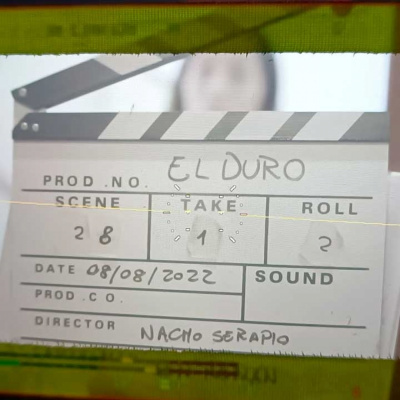 PROD. NO. EL DURO
SCENE TAKE ROLL
28 1 2
DATE 08/08/2022 SOUND
PROD. CO.
DIRECTOR NACHO SERAPIO